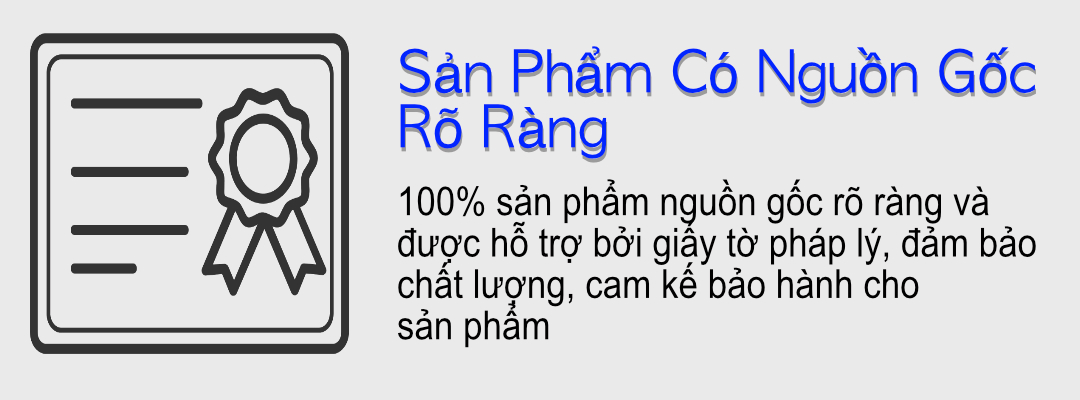 Sản Phẩm Có Nguồn Gốc
Rõ Ràng
100% sản phẩm nguồn gốc rõ ràng và
được hỗ trợ bởi giấy tờ pháp lý, đảm bảo
chất lượng, cam kế bảo hành cho
sản phẩm